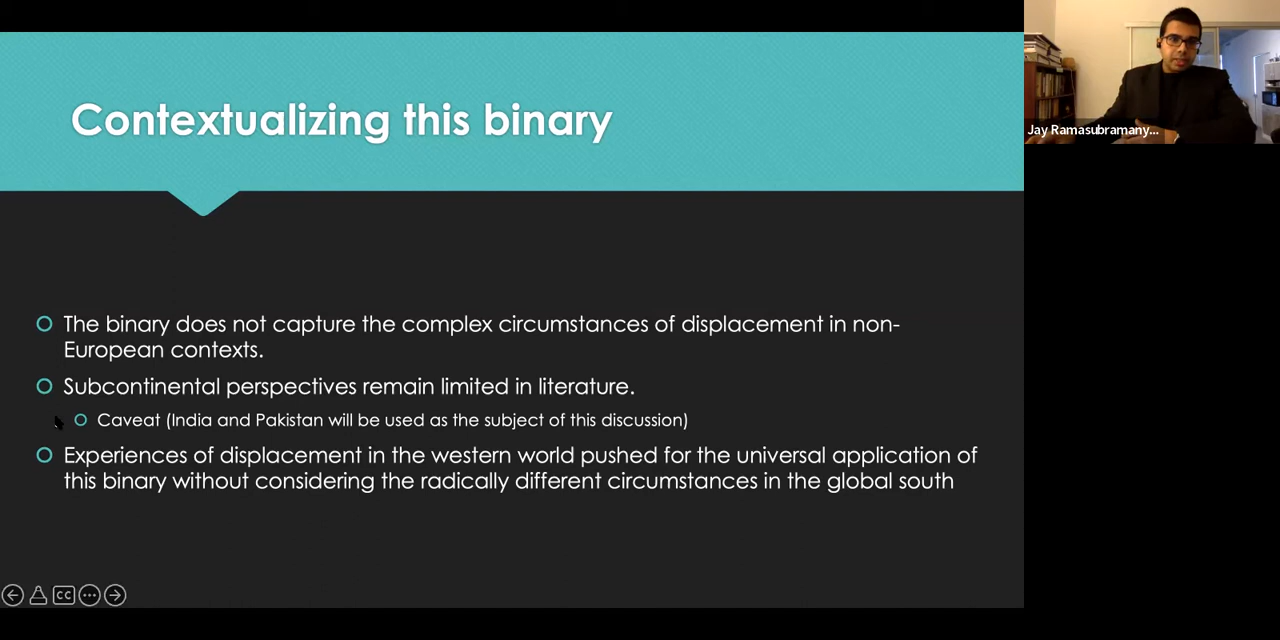 Contextualizing this binary
The binary does not capture the complex circumstances of displacement in non-
European contexts.
Subcontinental perspectives remain limited in literature.
Caveat (India and Pakistan will be used as the subject of this discussion)
Experiences of displacement in the western world pushed for the universal application of
this binary without considering the radically different circumstances in the global south
Jay Ramasubramany...
CC